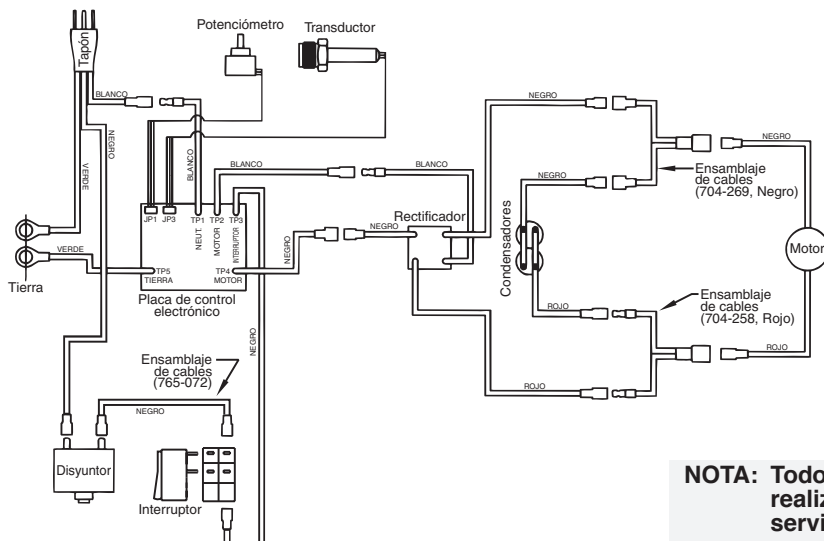 Potenciómetro
Transductor
Tapón
BLANCO
NEGRO
VERDE
BLANCO
BLANCO
BLANCO
NEGRO
NEGRO
NEGRO
Ensamblaje
de cables
(704-269, Negro)
Condensadores
Motor
JP1
JP3
TP1
TP2
TP3
NEUT.
MOTOR
INTERRUPTOR
NEGRO
NEGRO
Rectificador
VERDE
TP5
TIERRA
TP4
MOTOR
Tierra
Placa de control
electrónico
ROJO
Ensamblaje
de cables
(704-258, Rojo)
ROJO
ROJO
Ensamblaje
de cables
(765-072)
NEGRO
NEGRO
Disyuntor
Interruptor
NOTA: Todo
realiz
servi